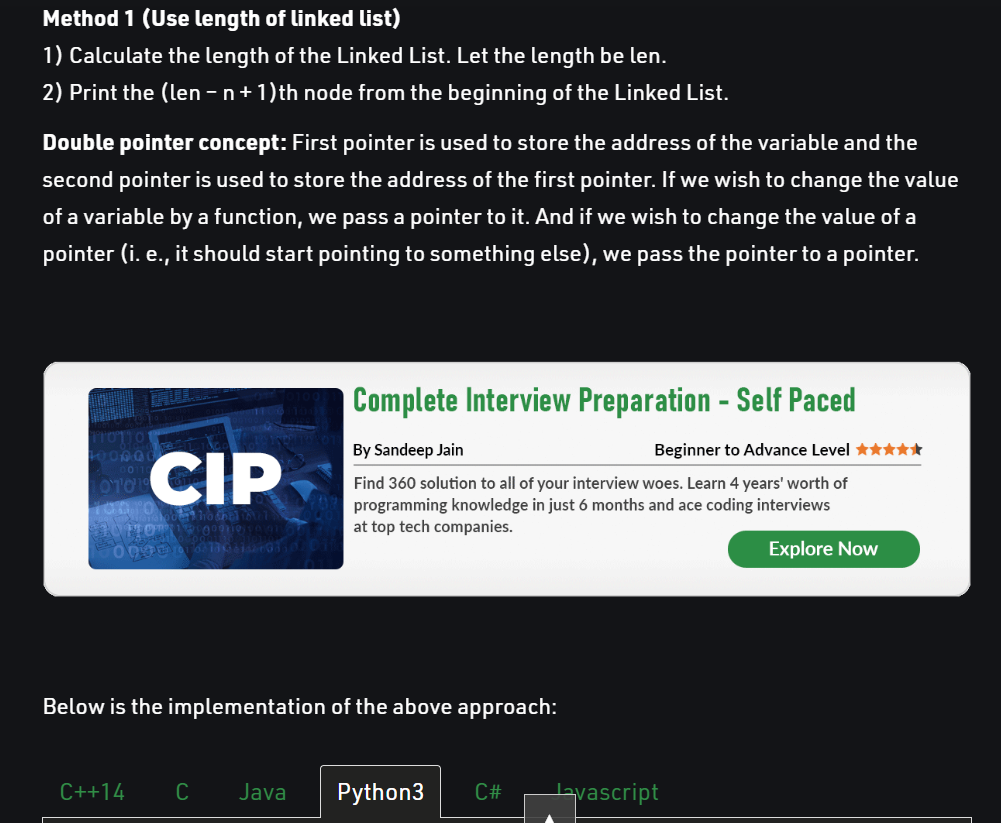 Method 1 (Use length of linked list)
1) Calculate the length of the Linked List. Let the length be len.
2) Print the (len – n + 1)th node from the beginning of the Linked List.
Double pointer concept: First pointer is used to store the address of the variable and the
second pointer is used to store the address of the first pointer. If we wish to change the value
of a variable by a function, we pass a pointer to it. And if we wish to change the value of a
pointer (i. e., it should start pointing to something else), we pass the pointer to a pointer.
CIP
Complete Interview Preparation - Self Paced
By Sandeep Jain
Beginner to Advance Level
Find 360 solution to all of your interview woes. Learn 4 years' worth of
programming knowledge in just 6 months and ace coding interviews
at top tech companies.
Explore Now
Below is the implementation of the above approach:
C++14 C Java Python3 C# Javascript